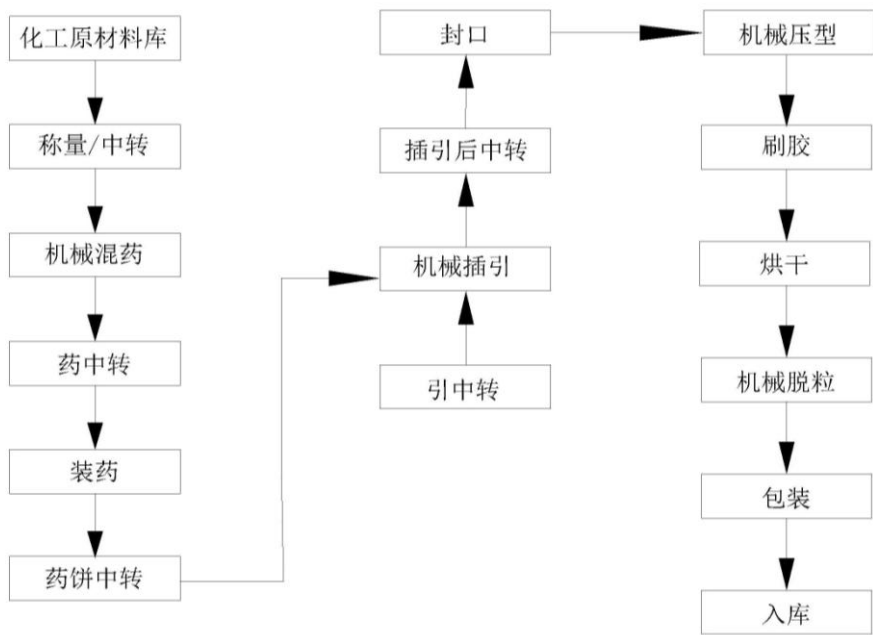 化工原材料库
称量/中转
机械混药
药中转
装药
药饼中转
封口
插引后中转
机械插引
引中转
机械压型
刷胶
烘干
机械脱粒
包装
入库